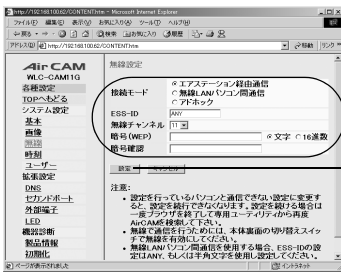 http://192.168.100.62/CONTENT.htm - Microsoft Internet Explorer
ファイル(F) 編集(E) 表示(V) お気に入り(A) ツール(T) ヘルプ(H)
戻る 検索 お気に入り 履歴
アドレス(D) http://192.168.100.62/CONTENT.htm 移動 リンク
AirCAM
WLC-CAM11G
各種設定
TOPへもどる
システム設定
基本
画像
無線
時刻
ユーザー
拡張設定
DNS
セカンドポート
外部端子
LED
機器診断
製品情報
初期化
無線設定
接続モード
エアステーション経由通信
無線LANパソコン間通信
アドホック
ESS-ID ANY
無線チャンネル 11
暗号(WEP) 文字 16進数
暗号確認
設定 キャンセル
注意:
設定を行っているパソコンと通信できない設定に変更す
ると、設定を続行できなくなります。設定を続ける場合は
一度ブラウザを終了して専用ユーティリティから再度
AirCAMを検索して下さい。
無線で通信を行うためには、本体裏面の切り替えスイッ
チで無線を有効にしてください。
無線LANパソコン間通信を使用する場合、ESS-IDの設
定はANY、もしくは半角文字を使用し設定してください。
ページが表示されました
イントラネット